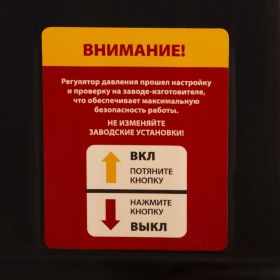 ВНИМАНИЕ!
Регулятор давления прошел настройку
и проверку на заводе-изготовителе,
что обеспечивает максимальную
безопасность работы.
НЕ ИЗМЕНЯЙТЕ
ЗАВОДСКИЕ УСТАНОВКИ!
ВКЛ
ПОТЯНИТЕ
КНОПКУ
НАЖМИТЕ
КНОПКУ
ВЫКЛ